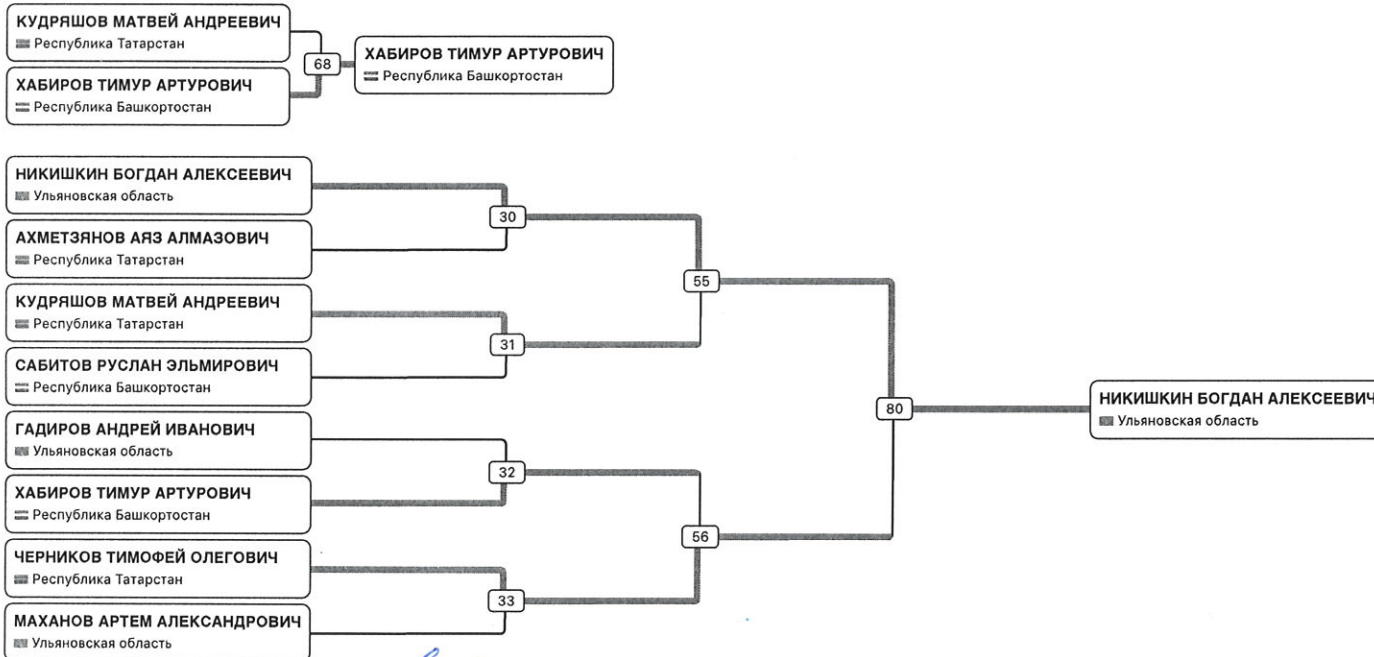 КУДРЯШОВ МАТВЕЙ АНДРЕЕВИЧ
Республика Татарстан
68
ХАБИРОВ ТИМУР АРТУРОВИЧ
Республика Башкортостан
ХАБИРОВ ТИМУР АРТУРОВИЧ
Республика Башкортостан
НИКИШКИН БОГДАН АЛЕКСЕЕВИЧ
Ульяновская область
30
АХМЕТЗЯНОВ АЯЗ АЛМАЗОВИЧ
Республика Татарстан
55
КУДРЯШОВ МАТВЕЙ АНДРЕЕВИЧ
Республика Татарстан
31
САБИТОВ РУСЛАН ЭЛЬМИРОВИЧ
Республика Башкортостан
80
НИКИШКИН БОГДАН АЛЕКСЕЕВИЧ
Ульяновская область
ГАДИРОВ АНДРЕЙ ИВАНОВИЧ
Ульяновская область
32
ХАБИРОВ ТИМУР АРТУРОВИЧ
Республика Башкортостан
56
ЧЕРНИКОВ ТИМОФЕЙ ОЛЕГОВИЧ
Республика Татарстан
33
МАХАНОВ АРТЕМ АЛЕКСАНДРОВИЧ
Ульяновская область